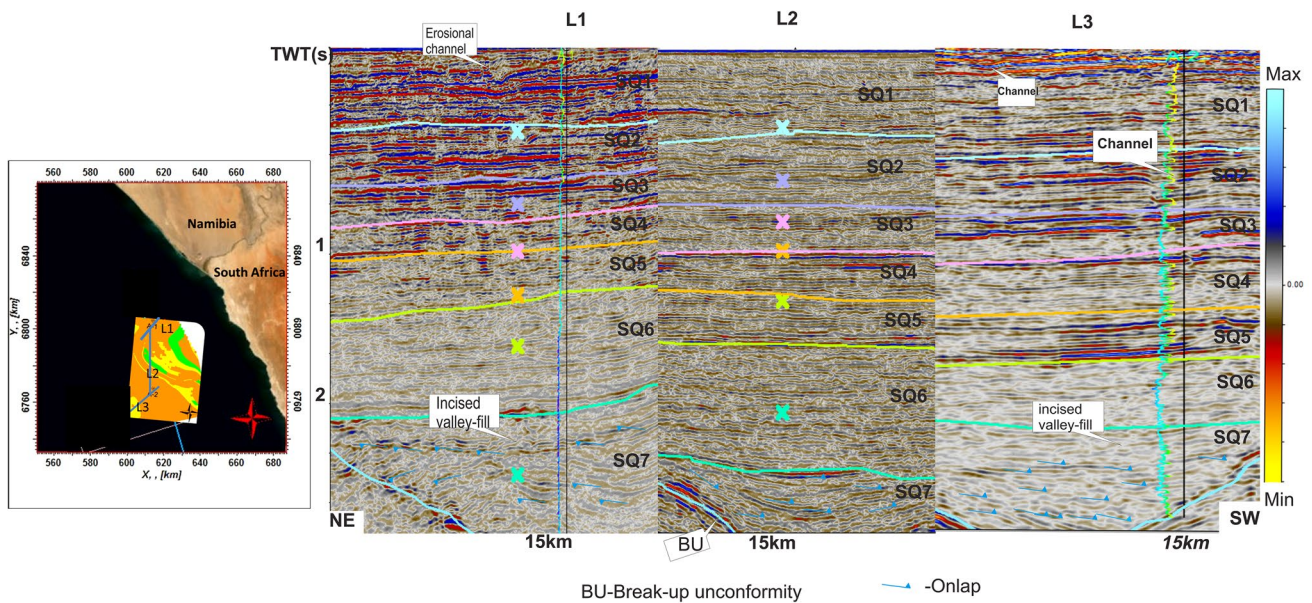 L1
L2
L3
TWT(s)
Erosional
channel
Channel
Channel
SQ1
SQ1
SQ1
SQ2
SQ2
SQ2
SQ3
SQ3
SQ3
SQ4
SQ4
SQ4
SQ5
SQ5
SQ5
SQ6
SQ6
SQ6
SQ7
SQ7
SQ7
1
2
Incised
valley-fill
incised
valley-fill
NE
SW
BU
15km
15km
15km
Max
0.00
Min
560 580 600 620 640 660 680
Namibia
South Africa
6840
6800
6760
6840
6800
6760
Y, , [km]
L1
L2
L3
560 580 600 620 640 660 680
X, , [km]
BU-Break-up unconformity
-Onlap